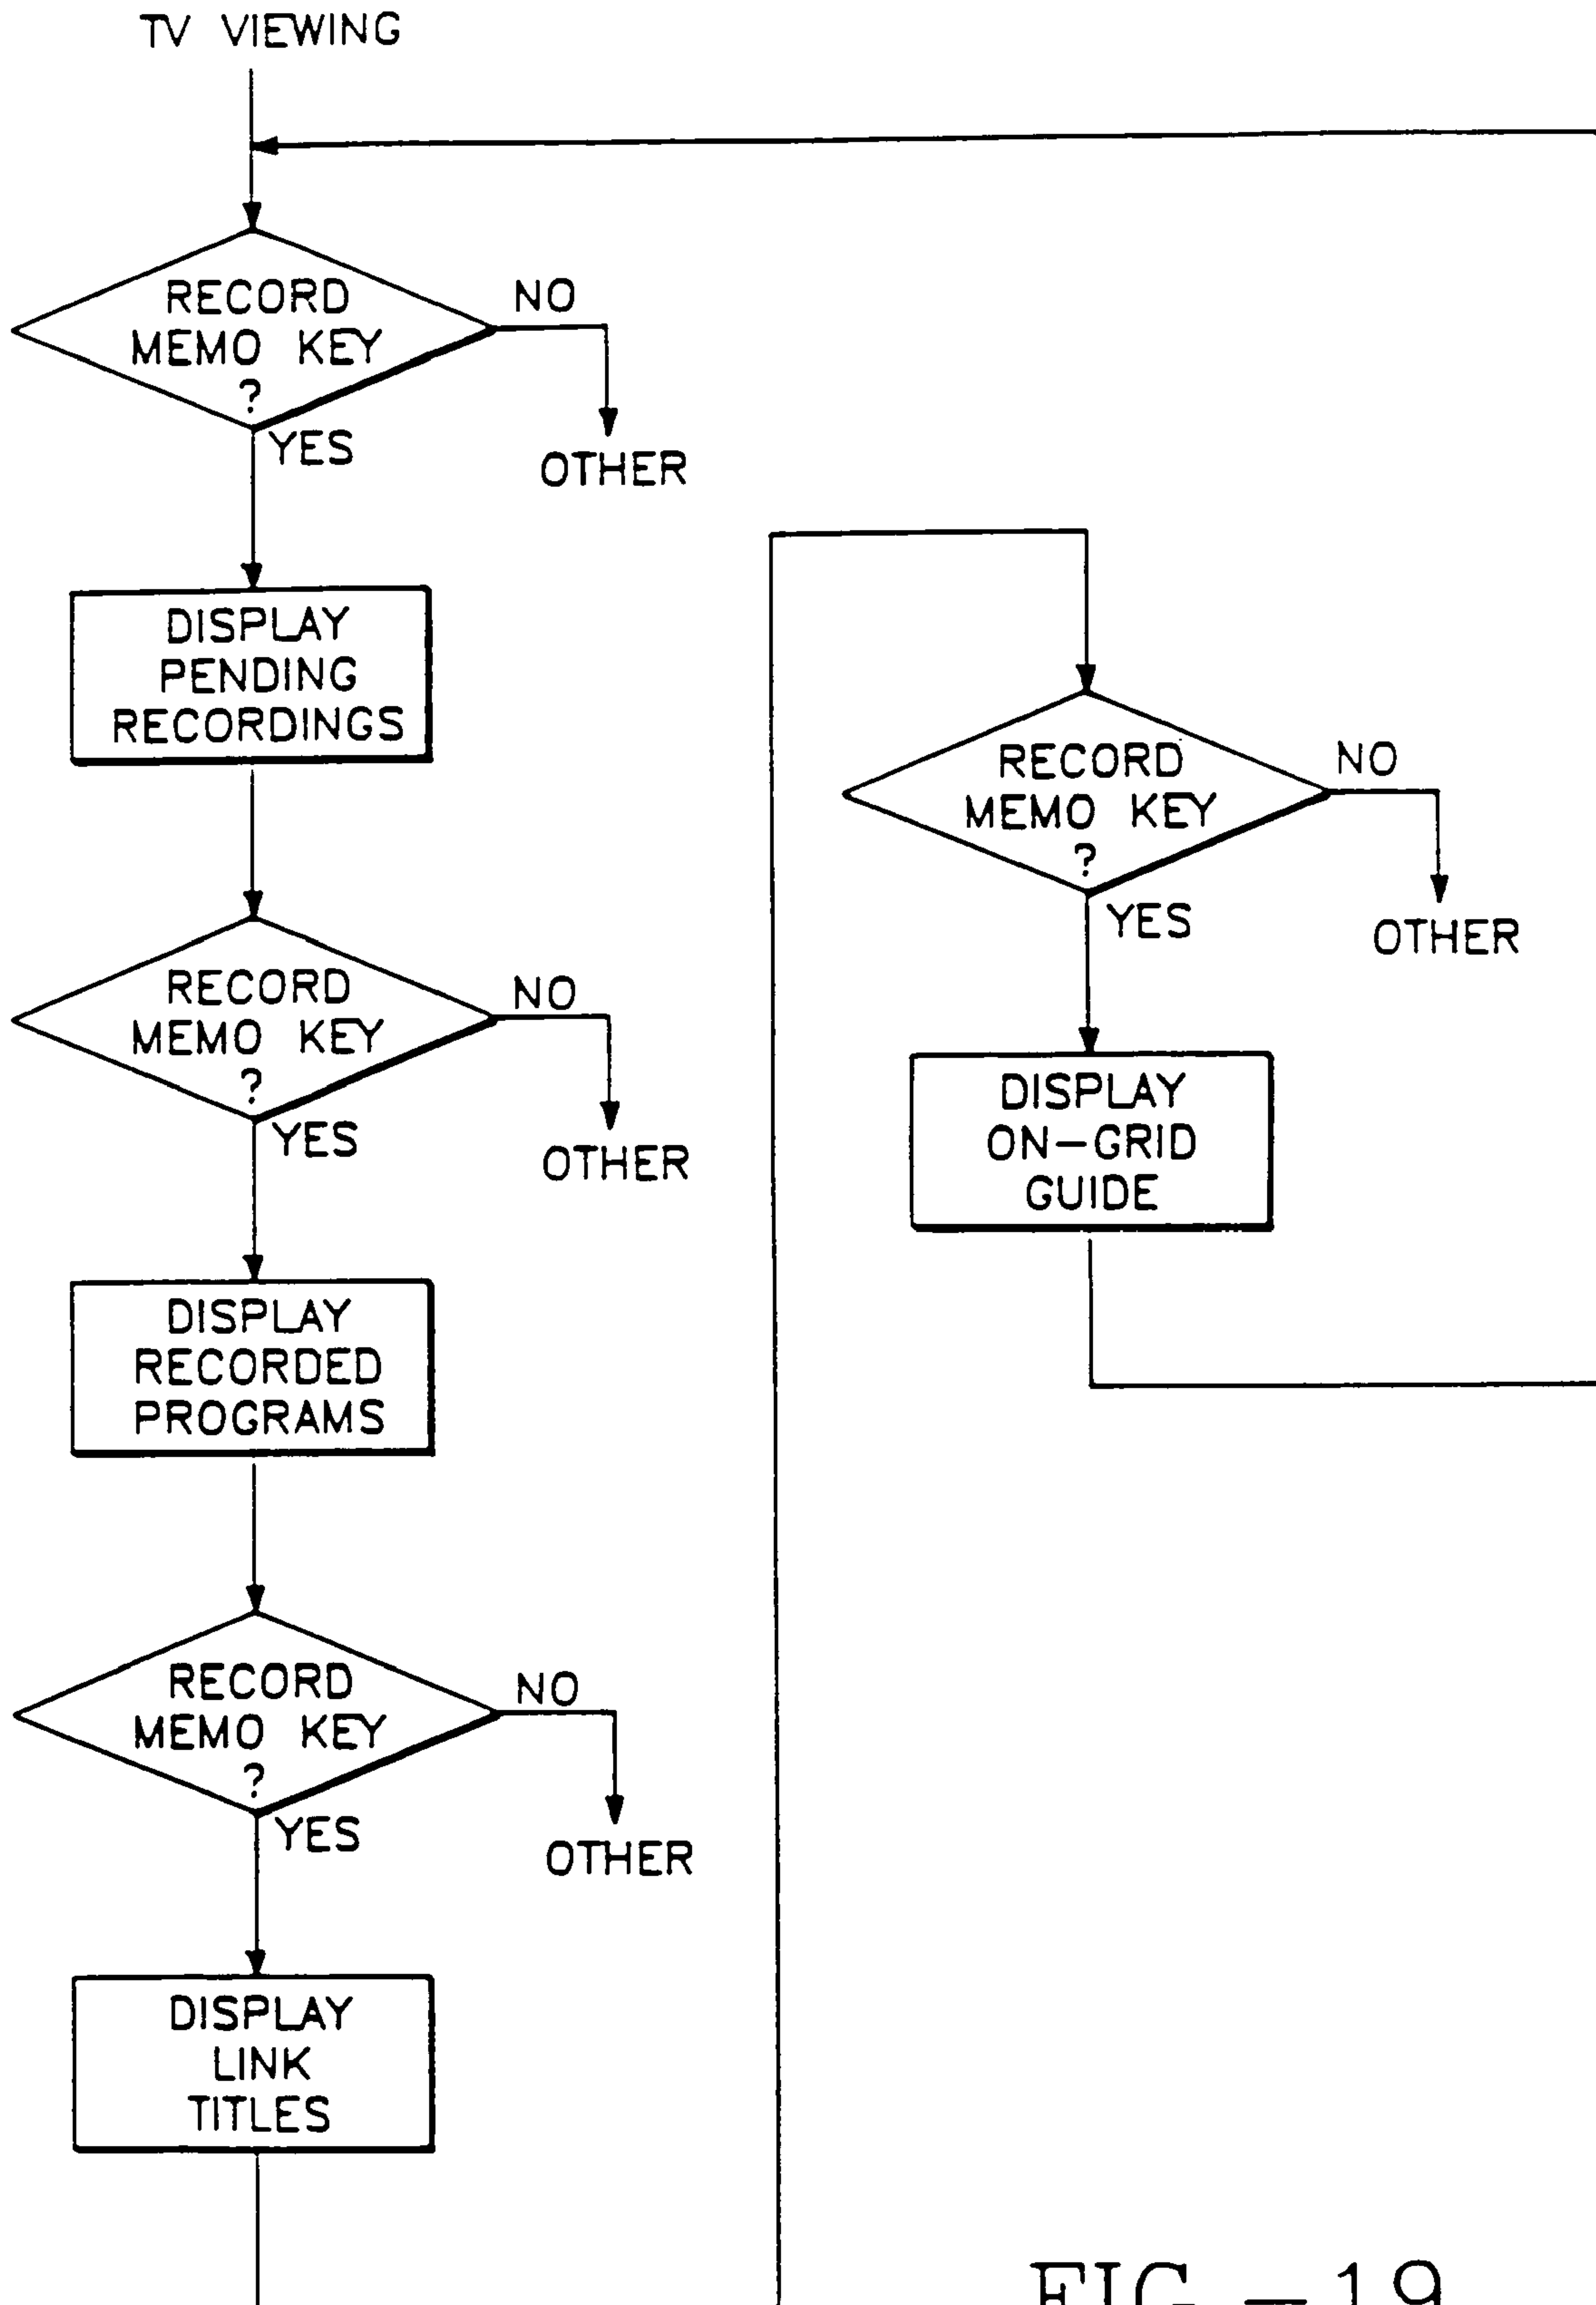 TV VIEWING
RECORD
MEMO KEY
?
NO
YES
OTHER
DISPLAY
PENDING
RECORDINGS
RECORD
MEMO KEY
?
NO
YES
OTHER
DISPLAY
RECORDED
PROGRAMS
RECORD
MEMO KEY
?
NO
YES
OTHER
DISPLAY
LINK
TITLES
RECORD
MEMO KEY
?
NO
YES
OTHER
DISPLAY
ON-GRID
GUIDE
FIG.-19